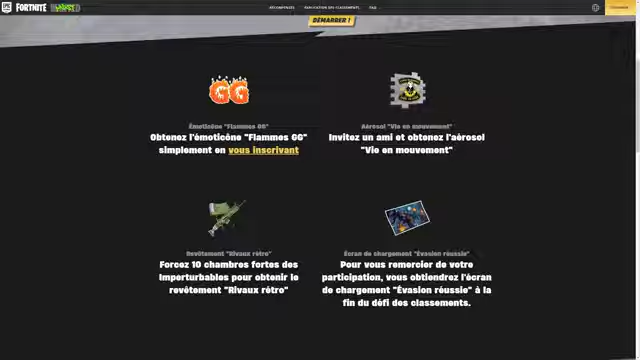 FORTNITE
RÉCOMPENSES
FAQ
DÉMARRER !
GG
Émoticône "Flammes GG"
Obtenez l'émoticône "Flammes GG"
simplement en vous inscrivant
Aérosol "Vie en mouvement"
Invitez un ami et obtenez l'aérosol
"Vie en mouvement"
Revêtement "Rivaux rétro"
Forcez 10 chambres fortes des
Imperturbables pour obtenir le
revêtement "Rivaux rétro"
Écran de chargement "Évasion réussie"
Pour vous remercier de votre
participation, vous obtiendrez l'écran
de chargement "Évasion réussie" à la
fin du défi des classements.